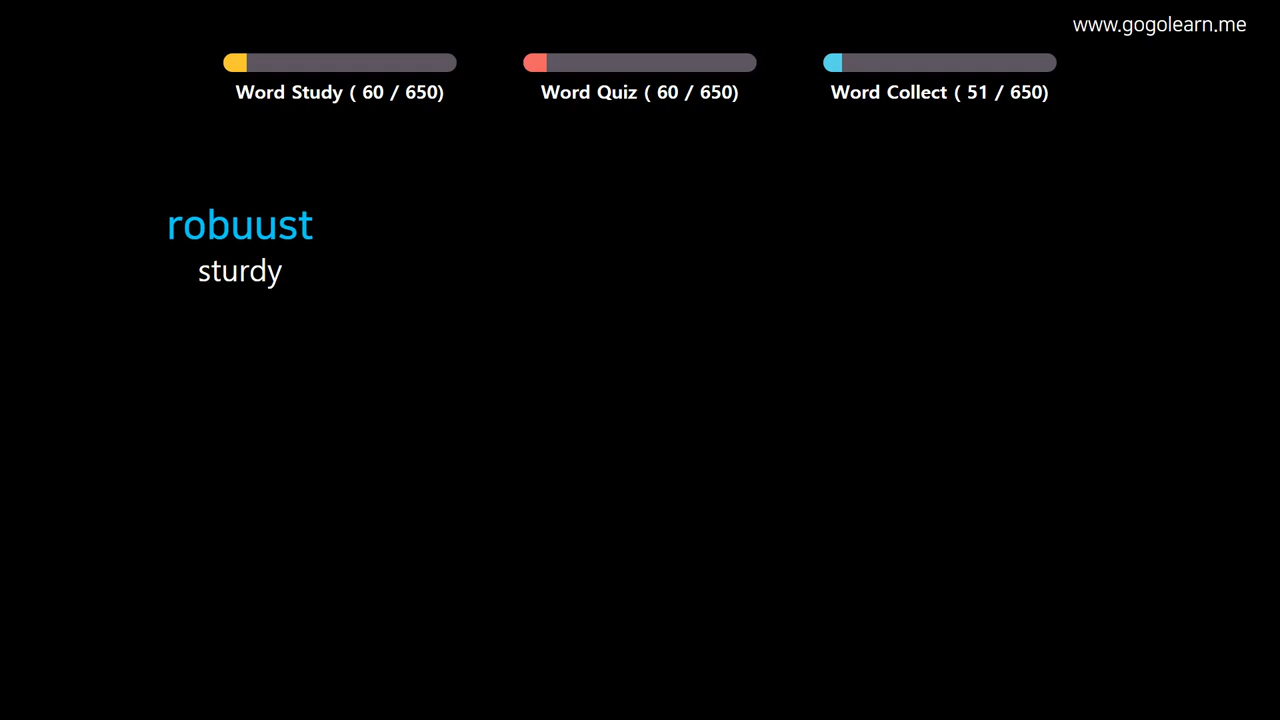 www.gogolearn.me
Word Study ( 60 / 650)
Word Quiz ( 60 / 650)
Word Collect ( 51 / 650)
robuust
sturdy